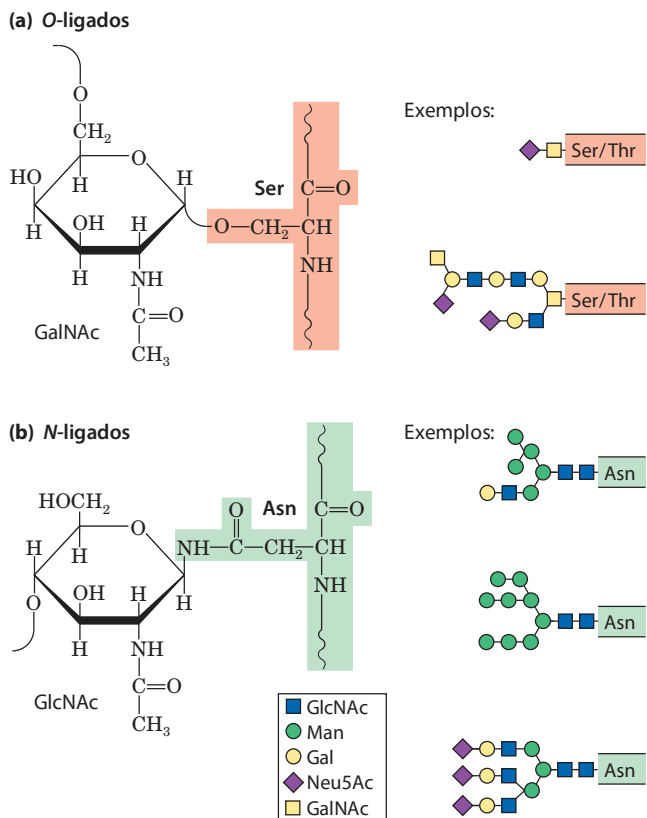 (a) O-ligados
Exemplos:
O
CH₂
O
HO
H
H
H
OH
H
H
H
NH
C=O
CH₃
GalNAc
Ser
C=O
O—CH₂—CH
NH
Ser/Thr
Ser/Thr
(b) N-ligados
Exemplos:
HOCH₂
O
H
H
O
OH
H
H
H
H
NH
C=O
CH₃
GlcNAc
O
Asn
C=O
NH—C—CH₂—CH
NH
Asn
Asn
Asn
GlcNAc
Man
Gal
Neu5Ac
GalNAc